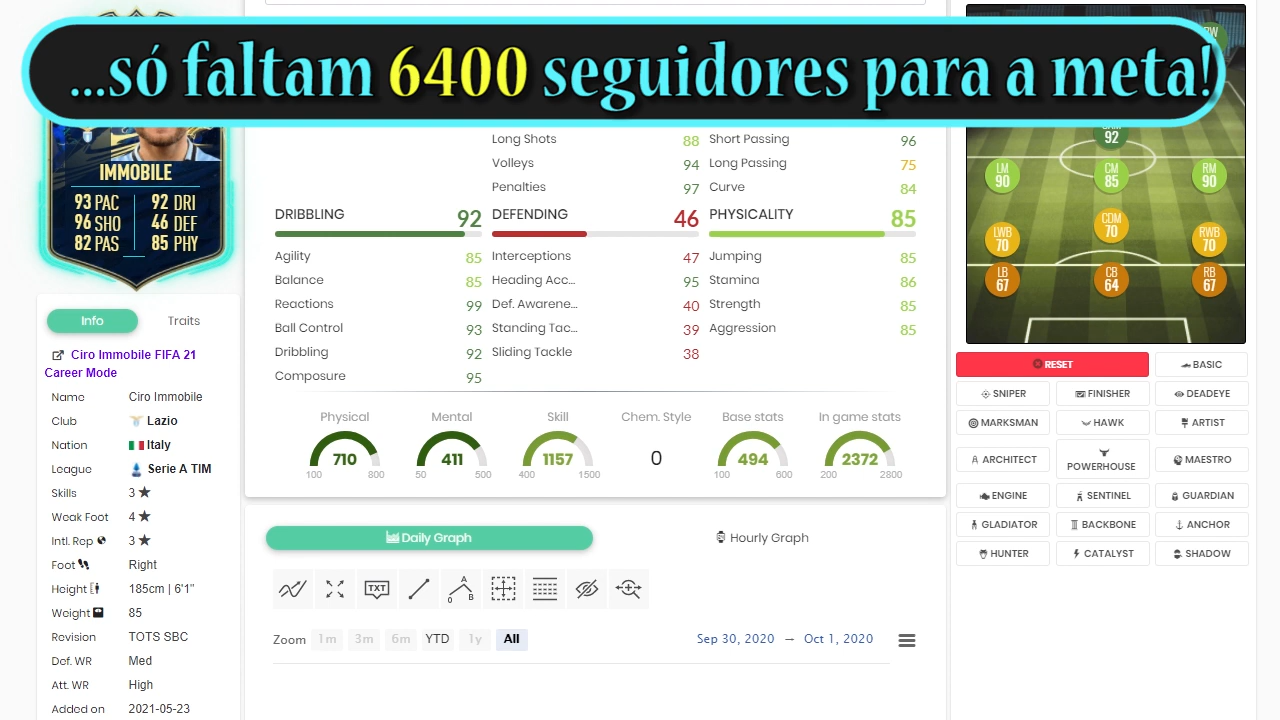 ...só faltam 6400 seguidores para a meta!
IMMOBILE
93 PAC 92 DRI
96 SHO 46 DEF
82 PAS 85 PHY
Info
Traits
Ciro Immobile FIFA 21
Career Mode
Name Ciro Immobile
Club Lazio
Nation Italy
League Serie A TIM
Skills 3 ★
Weak Foot 4 ★
Intl. Rep 3 ★
Foot Right
Height 185cm | 6'1"
Weight 85
Revision TOTS SBC
Def. WR Med
Att. WR High
Added on 2021-05-23
Long Shots 88
Volleys 94
Penalties 97
Short Passing 96
Long Passing 75
Curve 84
DRIBBLING 92
Agility 85
Balance 85
Reactions 99
Ball Control 93
Dribbling 92
Composure 95
DEFENDING 46
Interceptions 47
Heading Acc... 95
Def. Awarene... 40
Standing Tac... 39
Sliding Tackle 38
PHYSICALITY 85
Jumping 85
Stamina 86
Strength 85
Aggression 85
Physical
710
100 800
Mental
411
50 500
Skill
1157
400 1500
Chem. Style
0
Base stats
494
100 600
In game stats
2372
200 2800
Daily Graph
Hourly Graph
TXT
A
0 B
Zoom 1m 3m 6m YTD 1y All
Sep 30, 2020 → Oct 1, 2020
92
LM
90
CM
85
RM
90
LWB
70
CDM
70
RWB
70
LB
67
CB
64
RB
67
RESET BASIC
SNIPER FINISHER DEADEYE
MARKSMAN HAWK ARTIST
ARCHITECT POWERHOUSE MAESTRO
ENGINE SENTINEL GUARDIAN
GLADIATOR BACKBONE ANCHOR
HUNTER CATALYST SHADOW